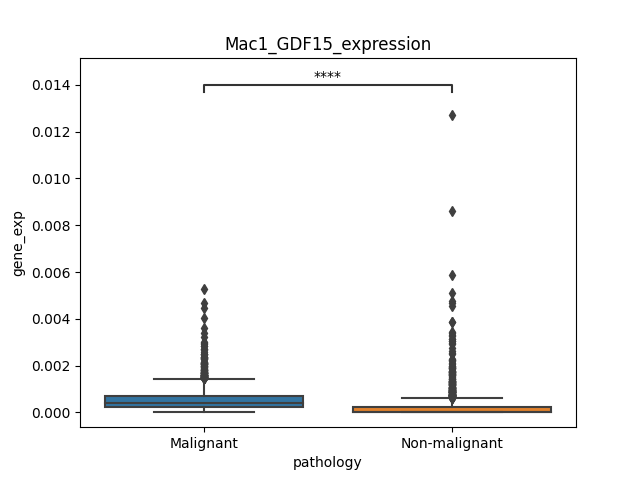 Mac1_GDF15_expression
****
0.014
0.012
0.010
0.008
0.006
0.004
0.002
0.000
gene_exp
Malignant
Non-malignant
pathology